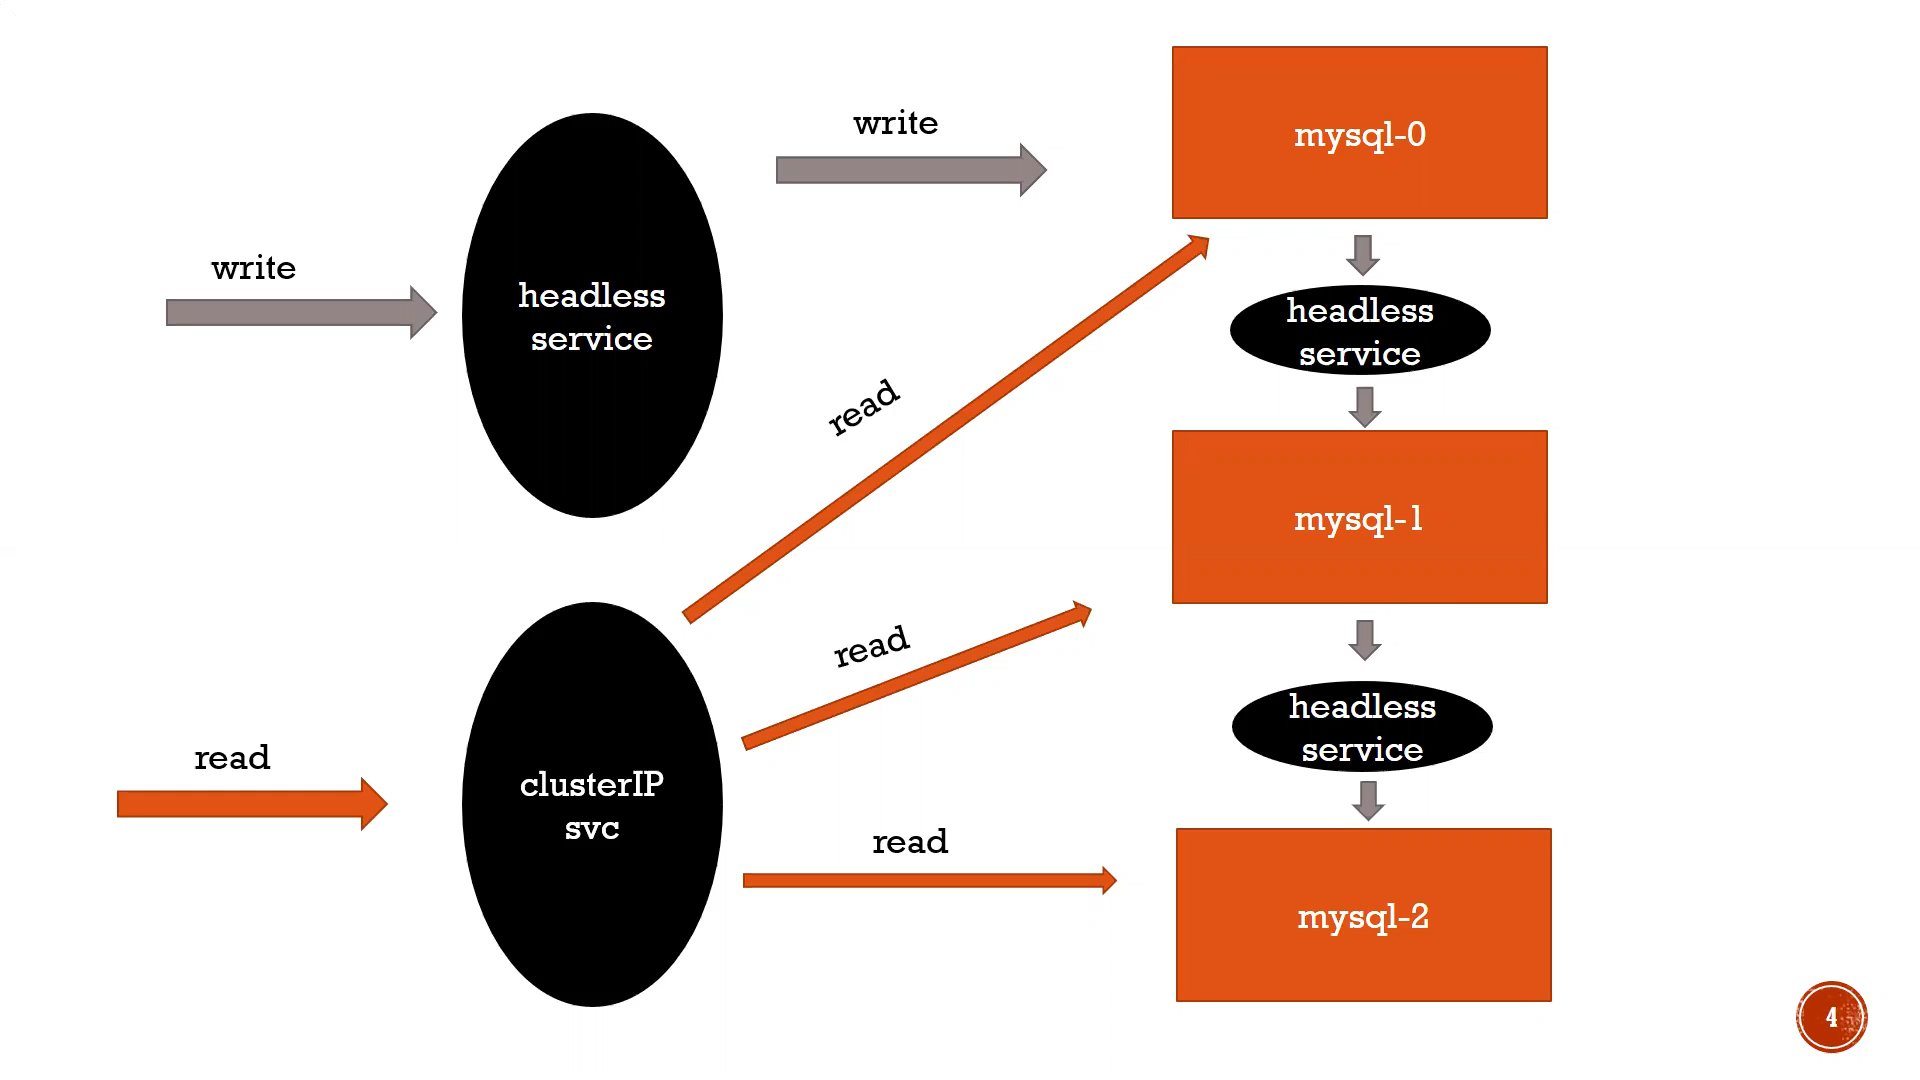 write
headless
service
write
mysql-0
headless
service
read
mysql-1
read
clusterIP
svc
read
read
headless
service
mysql-2
4